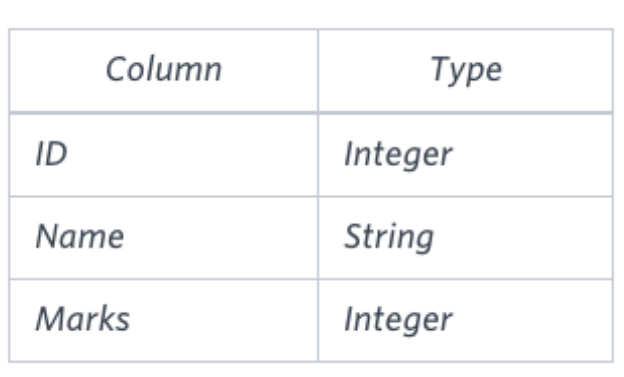 Column Type
ID Integer
Name String
Marks Integer